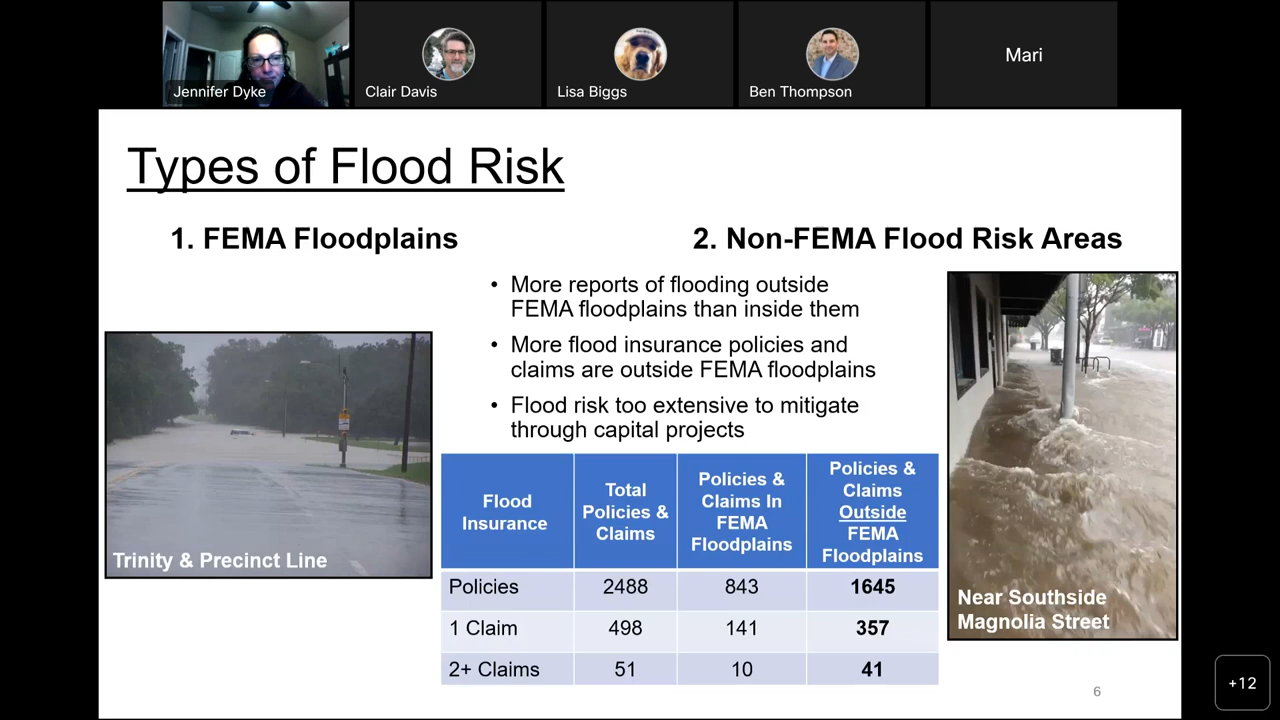 Jennifer Dyke
Clair Davis
Lisa Biggs
Ben Thompson
Mari
Types of Flood Risk
1. FEMA Floodplains
2. Non-FEMA Flood Risk Areas
• More reports of flooding outside
FEMA floodplains than inside them
• More flood insurance policies and
claims are outside FEMA floodplains
• Flood risk too extensive to mitigate
through capital projects
Trinity & Precinct Line
Flood
Insurance
Total
Policies &
Claims
Policies &
Claims In
FEMA
Floodplains
Policies &
Claims
Outside
FEMA
Floodplains
Policies 2488 843 1645
1 Claim 498 141 357
2+ Claims 51 10 41
Near Southside
Magnolia Street
6
+12